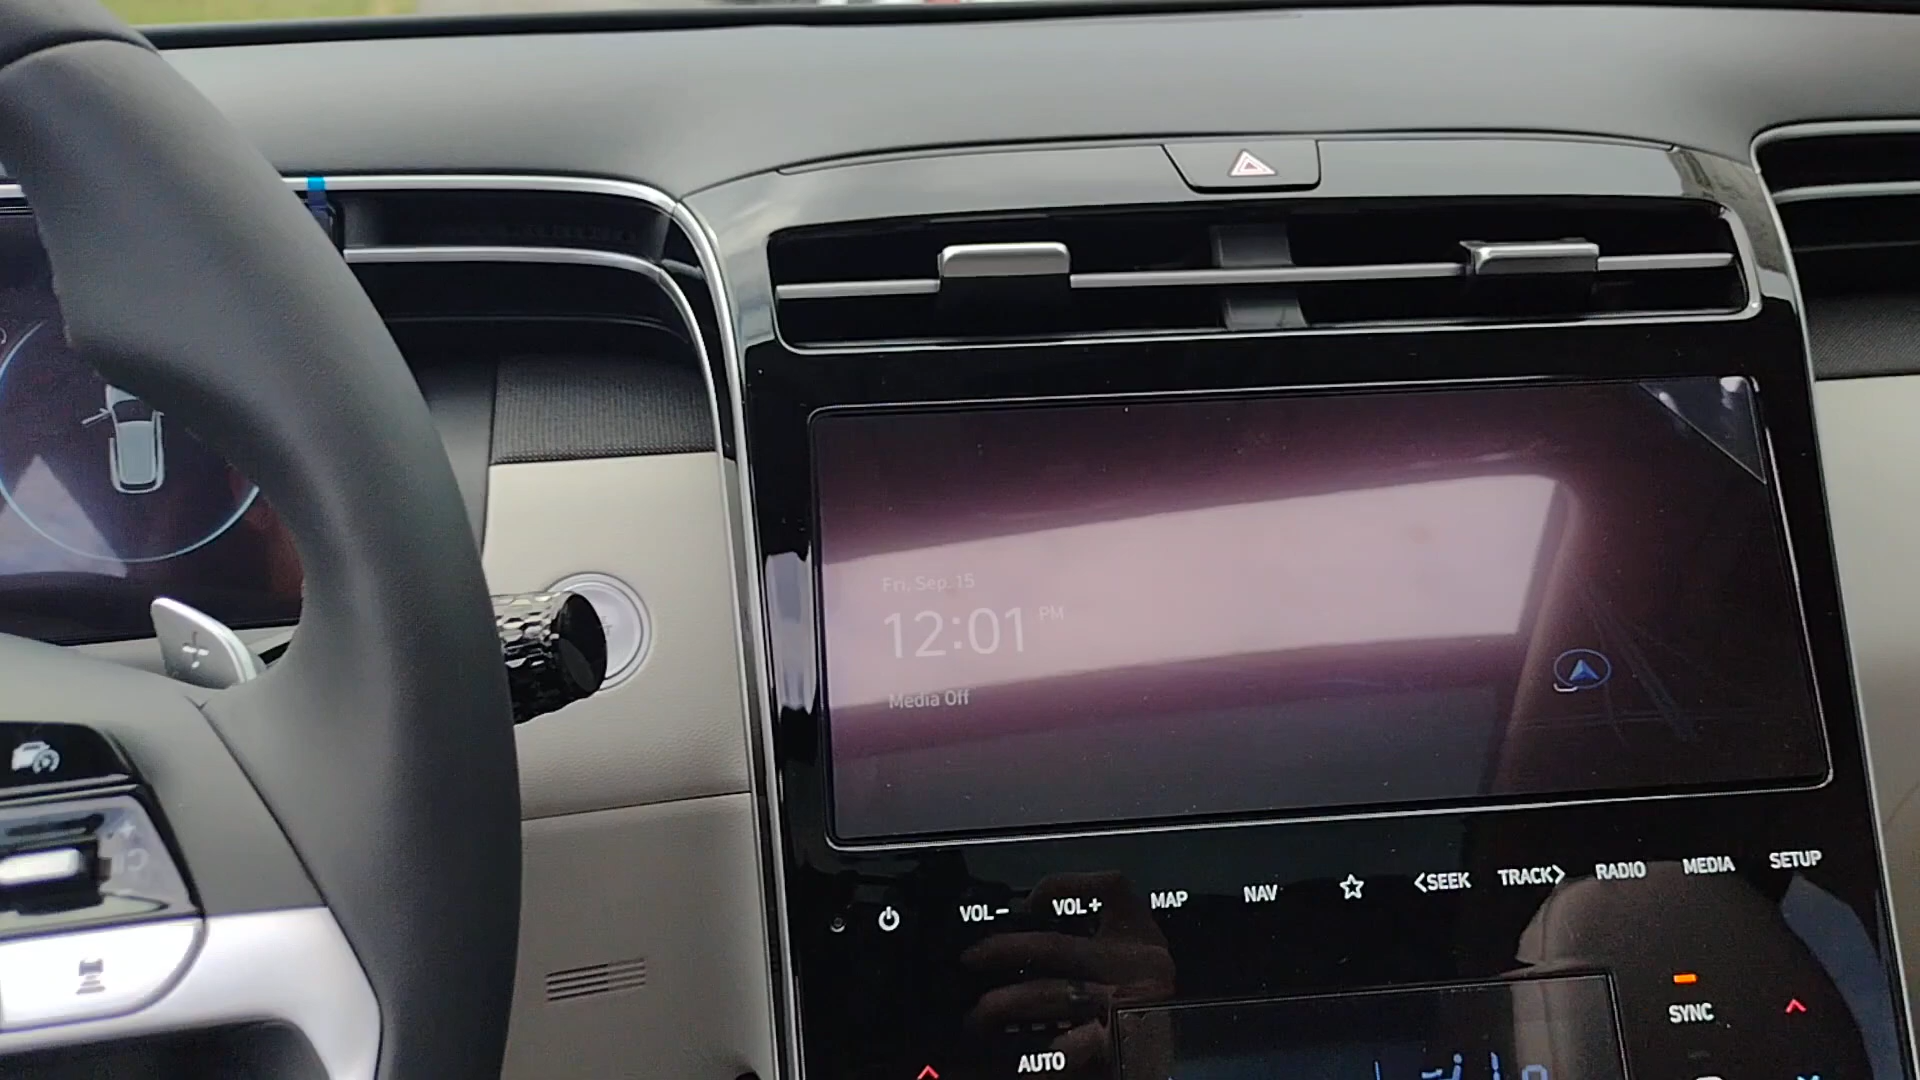 Fri, Sep. 15
12:01 PM
Media Off
VOL- VOL+ MAP NAV ☆ <SEEK TRACK> RADIO MEDIA SETUP
SYNC
AUTO